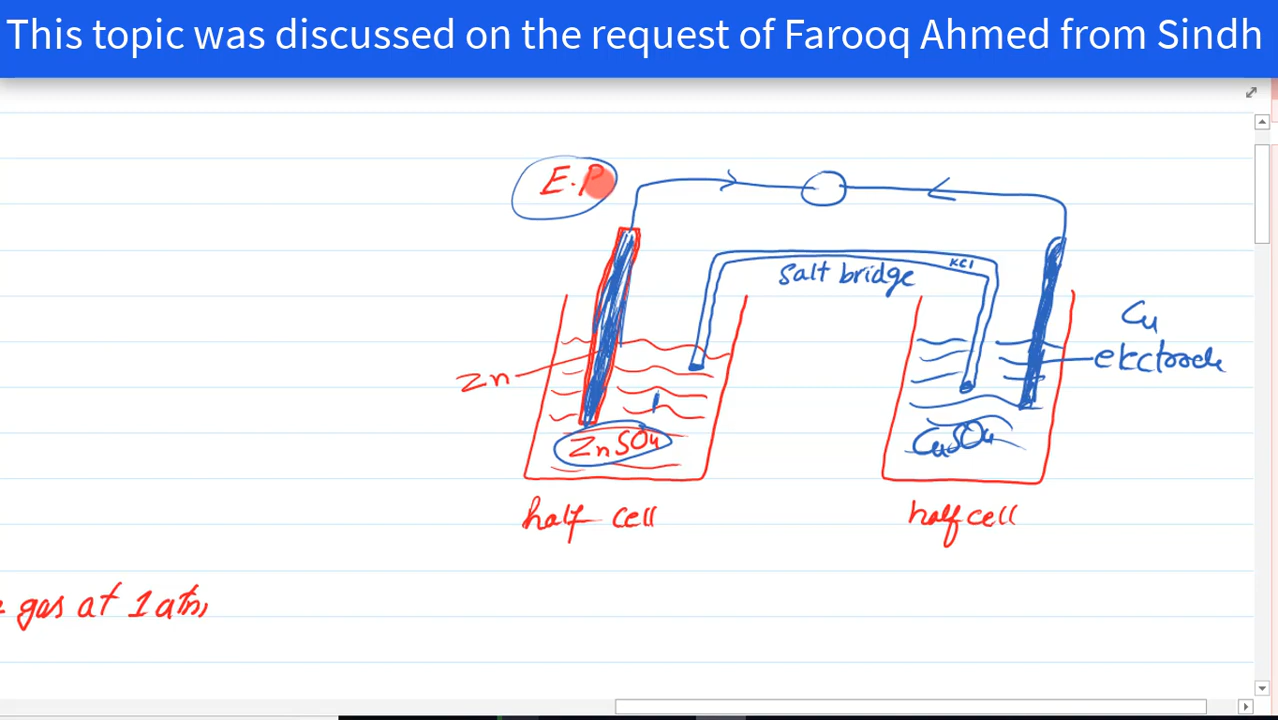 This topic was discussed on the request of Farooq Ahmed from Sindh
E.P
Salt bridge
KCl
Cu
electrode
Zn
ZnSO4
CuSO4
half cell
half cell
gas at 1 atm,